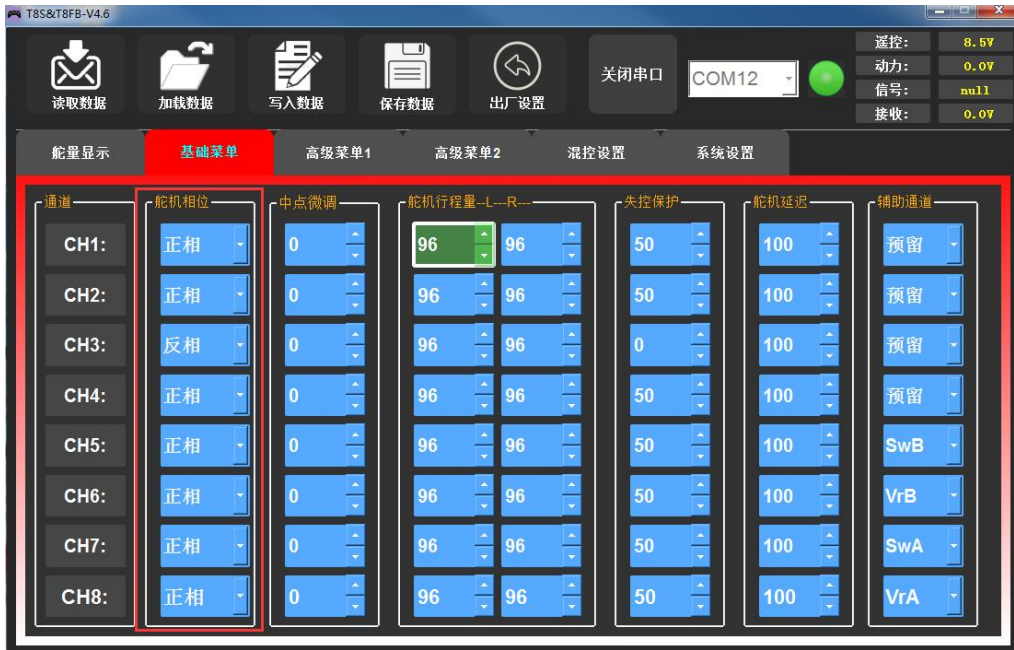 T8S&T8FB-V4.6
读取数据 加载数据 写入数据 保存数据 出厂设置 关闭串口 COM12
遥控: 8.5V
动力: 0.0V
信号: null
接收: 0.0V
舵量显示 基础菜单 高级菜单1 高级菜单2 混控设置 系统设置
通道 舵机相位 中点微调 舵机行程量--L---R--- 失控保护 舵机延迟 辅助通道
CH1: 正相 0 96 96 50 100 预留
CH2: 正相 0 96 96 50 100 预留
CH3: 反相 0 96 96 0 100 预留
CH4: 正相 0 96 96 50 100 预留
CH5: 正相 0 96 96 50 100 SwB
CH6: 正相 0 96 96 50 100 VrB
CH7: 正相 0 96 96 50 100 SwA
CH8: 正相 0 96 96 50 100 VrA